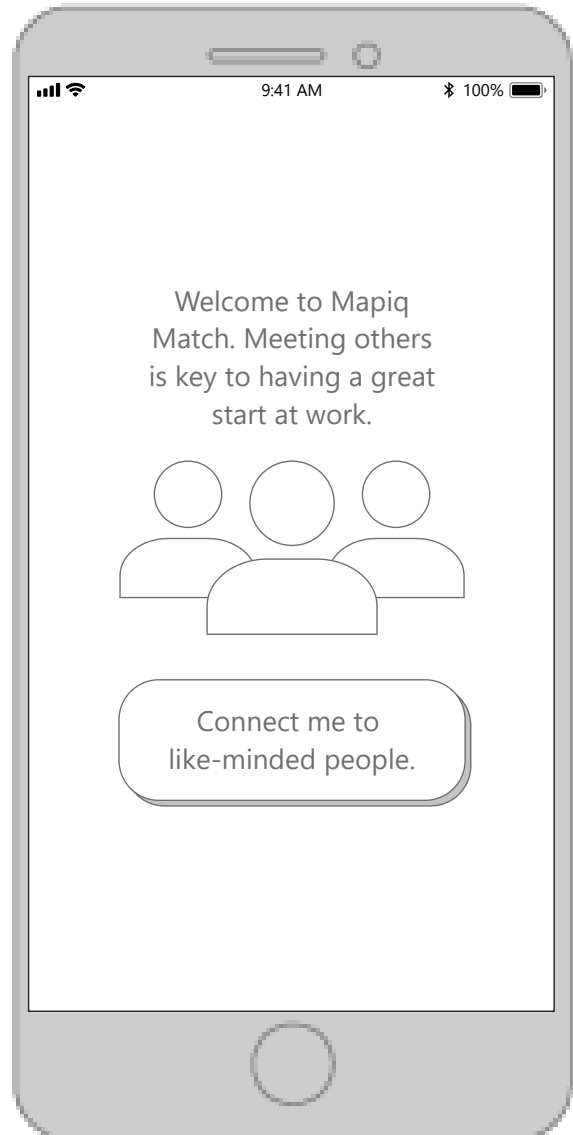 9:41 AM
100%
Welcome to Mapiq
Match. Meeting others
is key to having a great
start at work.
Connect me to
like-minded people.